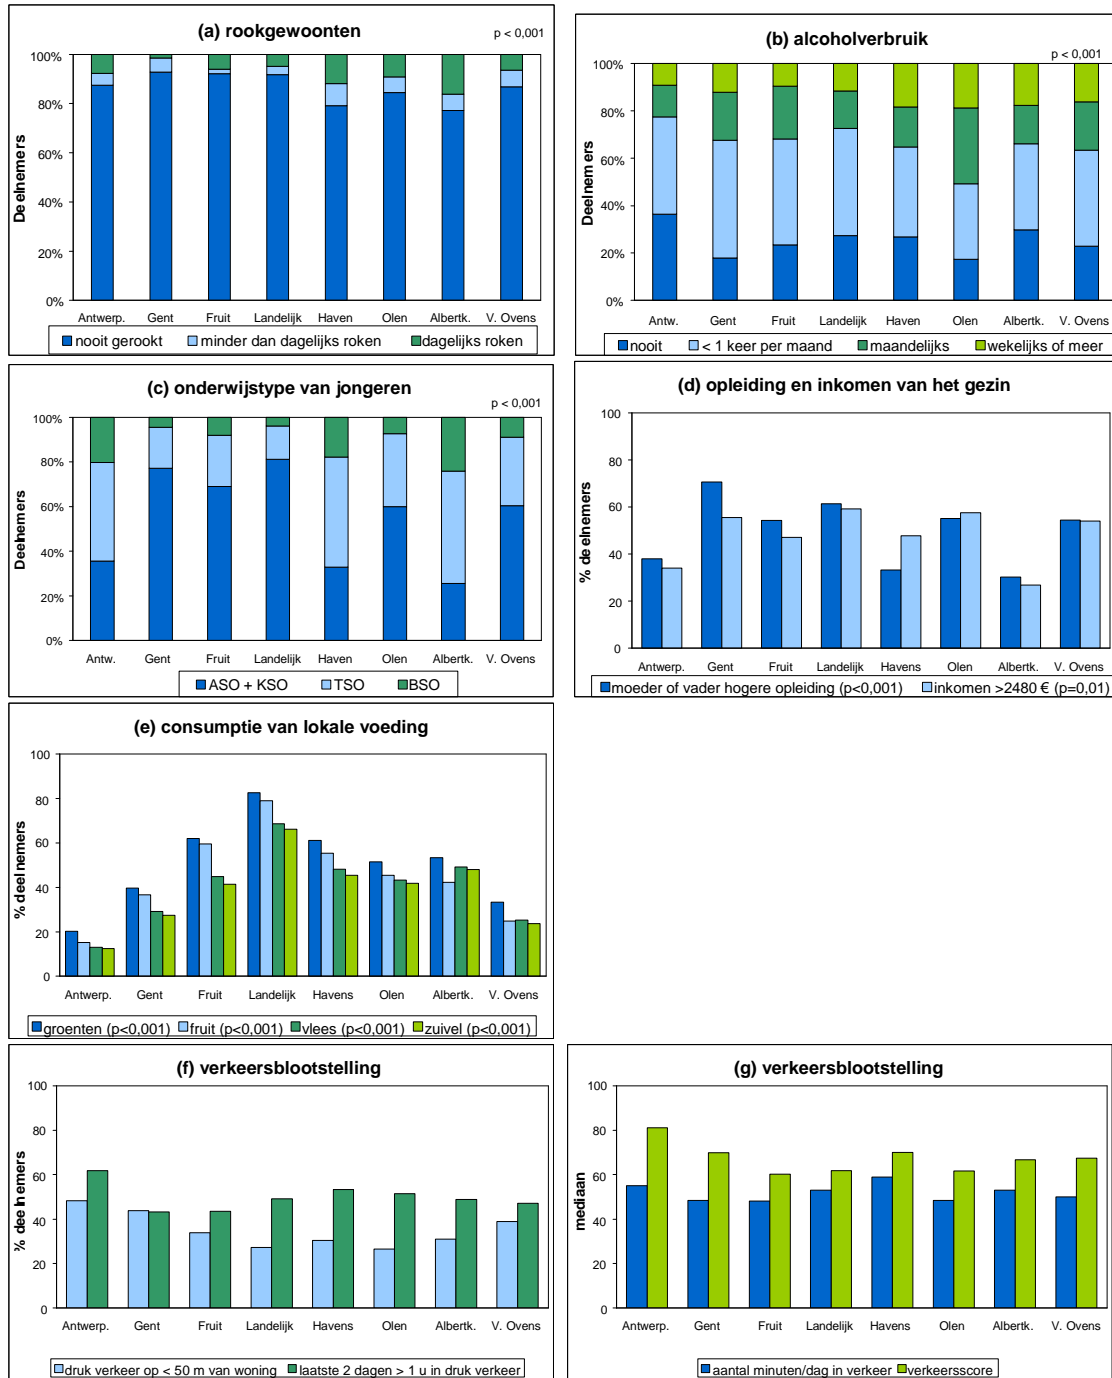 (a) rookgewoonten
p < 0,001
100%
80%
60%
40%
20%
0%
Deelnemers
Antwerp. Gent Fruit Landelijk Haven Olen Albertk. V. Ovens
nooit gerookt minder dan dagelijks roken dagelijks roken
(b) alcoholverbruik
p < 0,001
100%
80%
60%
40%
20%
0%
Deelnemers
Antw. Gent Fruit Landelijk Haven Olen Albertk. V. Ovens
nooit < 1 keer per maand maandelijks wekelijks of meer
(c) onderwijstype van jongeren
p < 0,001
100%
80%
60%
40%
20%
0%
Deelnemers
Antw. Gent Fruit Landelijk Haven Olen Albertk. V. Ovens
ASO + KSO TSO BSO
(d) opleiding en inkomen van het gezin
100
80
60
40
20
0
% deelnemers
Antwerp. Gent Fruit Landelijk Havens Olen Albertk. V. Ovens
moeder of vader hogere opleiding (p<0,001) inkomen >2480 € (p=0,01)
(e) consumptie van lokale voeding
100
80
60
40
20
0
% deelnemers
Antwerp. Gent Fruit Landelijk Havens Olen Albertk. V. Ovens
groenten (p<0,001) fruit (p<0,001) vlees (p<0,001) zuivel (p<0,001)
(f) verkeersblootstelling
100
80
60
40
20
0
% deelnemers
Antwerp. Gent Fruit Landelijk Havens Olen Albertk. V. Ovens
druk verkeer op < 50 m van woning laatste 2 dagen > 1 u in druk verkeer
(g) verkeersblootstelling
100
80
60
40
20
0
mediaan
Antwerp. Gent Fruit Landelijk Havens Olen Albertk. V. Ovens
aantal minuten/dag in verkeer verkeersscore